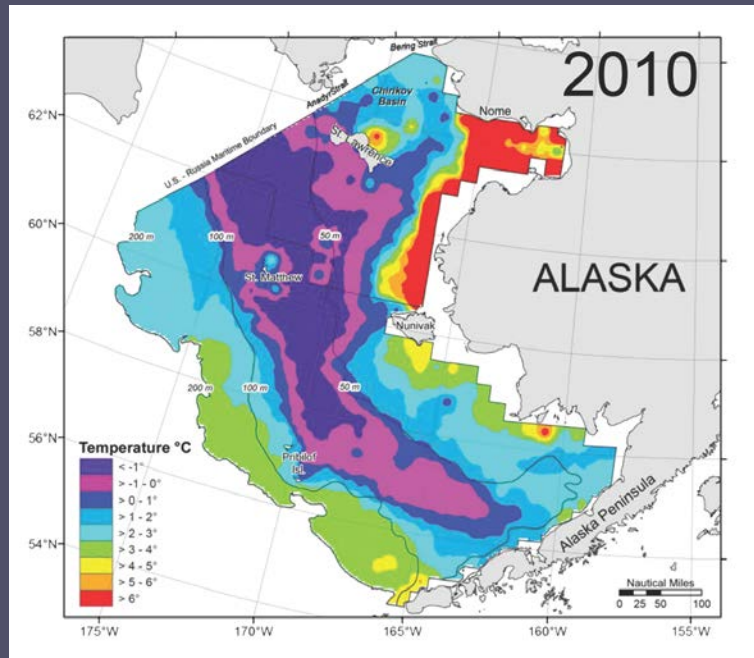 2010
Bering Strait
Anadyr Strait
Chirikov
Basin
Nome
St. Lawrence
U.S. - Russia Maritime Boundary
62°N
60°N
58°N
56°N
54°N
200 m
100 m
50 m
St. Matthew
ALASKA
Nunivak
200 m
100 m
50 m
Pribilof
Isl.
Alaska Peninsula
Temperature °C
< -1°
> -1 - 0°
> 0 - 1°
> 1 - 2°
> 2 - 3°
> 3 - 4°
> 4 - 5°
> 5 - 6°
> 6°
Nautical Miles
0 25 50 100
175°W
170°W
165°W
160°W
155°W